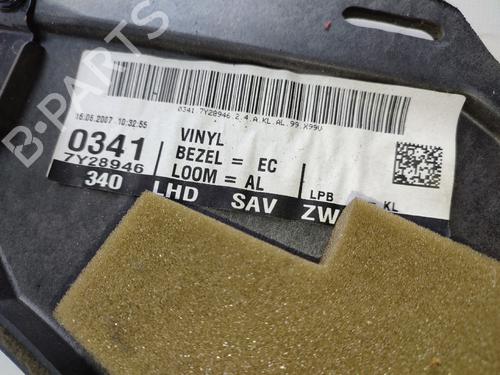 0341.7Y28946.2.4.A.KL.AL.99.X99V
16.05.2007 10:32:55
0341
7Y28946
VINYL
BEZEL = EC
LOOM = AL
LPB
KL
340 LHD SAV ZW
B-PARTS